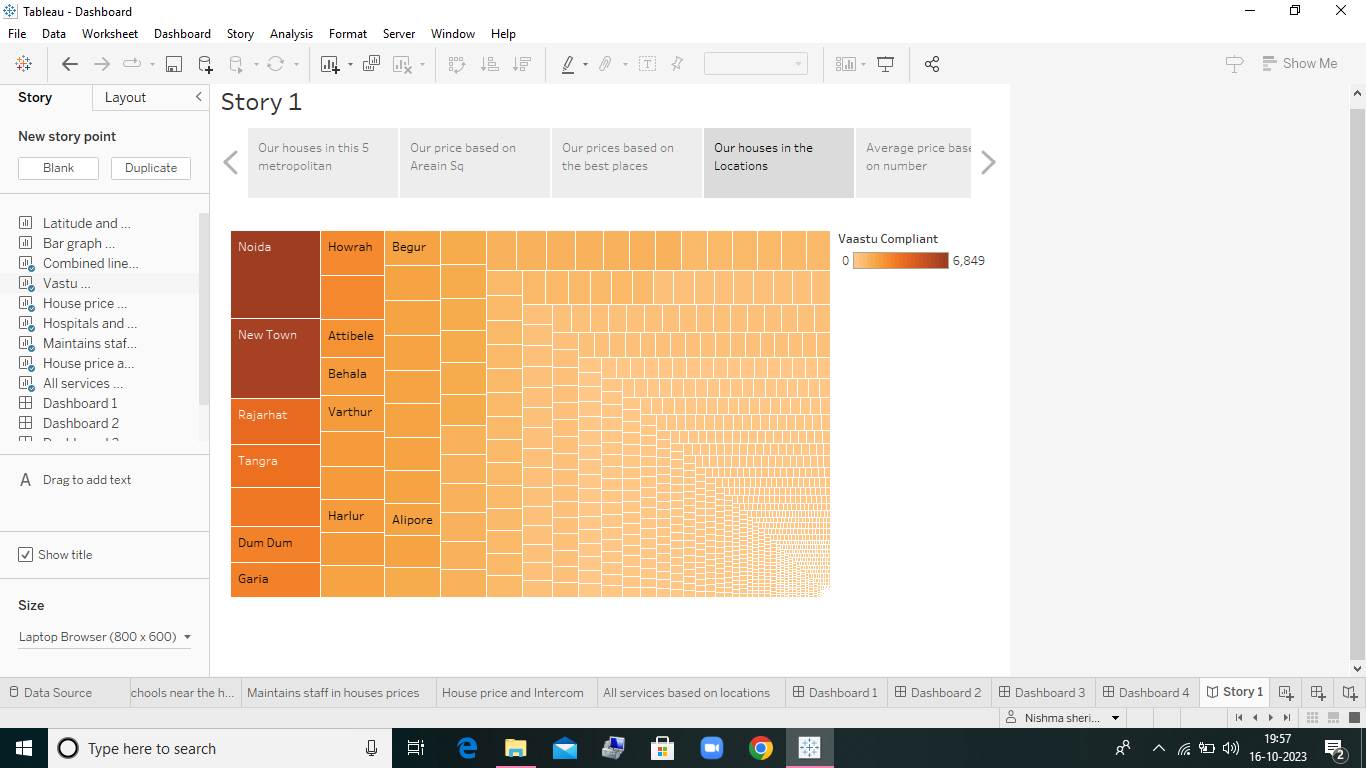 Tableau - Dashboard
File Data Worksheet Dashboard Story Analysis Format Server Window Help
Show Me
Story Layout
New story point
Blank Duplicate
Latitude and ...
Bar graph ...
Combined line...
Vastu ...
House price ...
Hospitals and ...
Maintains staf...
House price a...
All services ...
Dashboard 1
Dashboard 2
A Drag to add text
Show title
Size
Laptop Browser (800 x 600)
Story 1
Our houses in this 5
metropolitan
Our price based on
Areain Sq
Our prices based on
the best places
Our houses in the
Locations
Average price base
on number
Noida
New Town
Rajarhat
Tangra
Dum Dum
Garia
Howrah
Attibele
Behala
Varthur
Harlur
Begur
Alipore
Vaastu Compliant
0 6,849
Data Source
chools near the h...
Maintains staff in houses prices
House price and Intercom
All services based on locations
Dashboard 1
Dashboard 2
Dashboard 3
Dashboard 4
Story 1
Nishma sheri...
Type here to search
19:57
16-10-2023
2